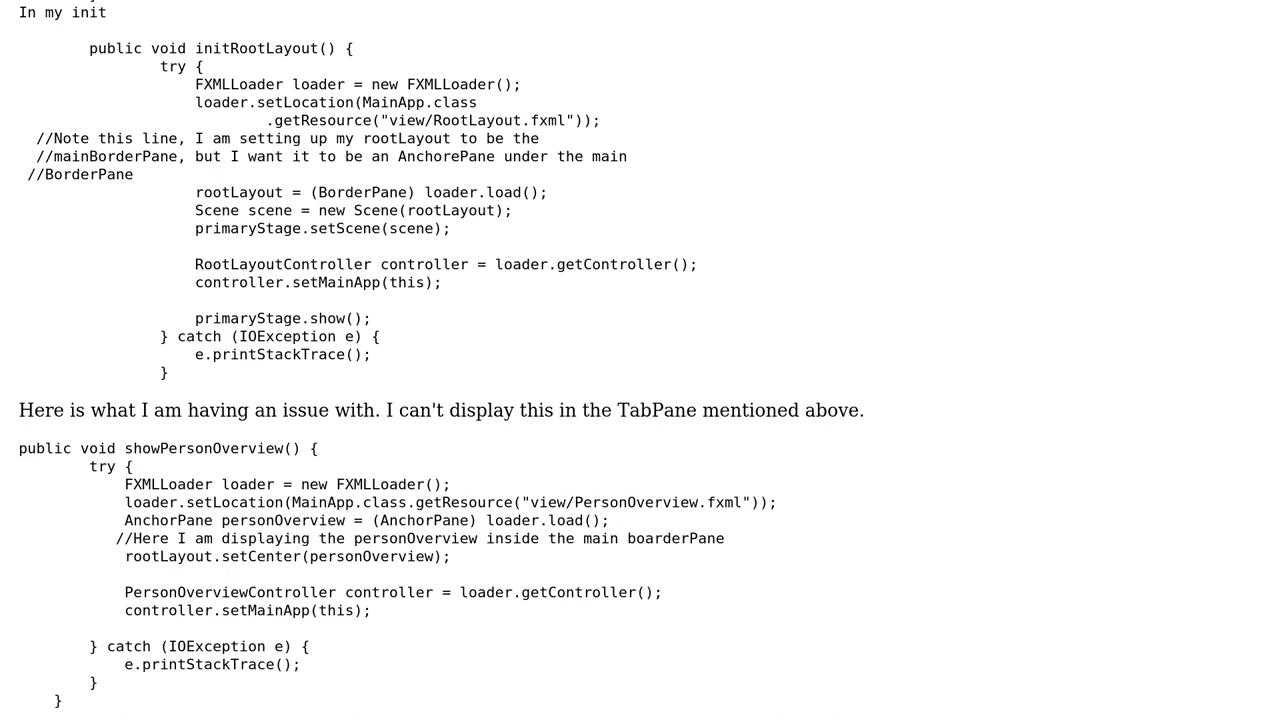 In my init
public void initRootLayout() {
try {
FXMLLoader loader = new FXMLLoader();
loader.setLocation(MainApp.class
.getResource("view/RootLayout.fxml"));
//Note this line, I am setting up my rootLayout to be the
//mainBorderPane, but I want it to be an AnchorePane under the main
//BorderPane
rootLayout = (BorderPane) loader.load();
Scene scene = new Scene(rootLayout);
primaryStage.setScene(scene);
RootLayoutController controller = loader.getController();
controller.setMainApp(this);
primaryStage.show();
} catch (IOException e) {
e.printStackTrace();
}
Here is what I am having an issue with. I can't display this in the TabPane mentioned above.
public void showPersonOverview() {
try {
FXMLLoader loader = new FXMLLoader();
loader.setLocation(MainApp.class.getResource("view/PersonOverview.fxml"));
AnchorPane personOverview = (AnchorPane) loader.load();
//Here I am displaying the personOverview inside the main boarderPane
rootLayout.setCenter(personOverview);
PersonOverviewController controller = loader.getController();
controller.setMainApp(this);
} catch (IOException e) {
e.printStackTrace();
}
}